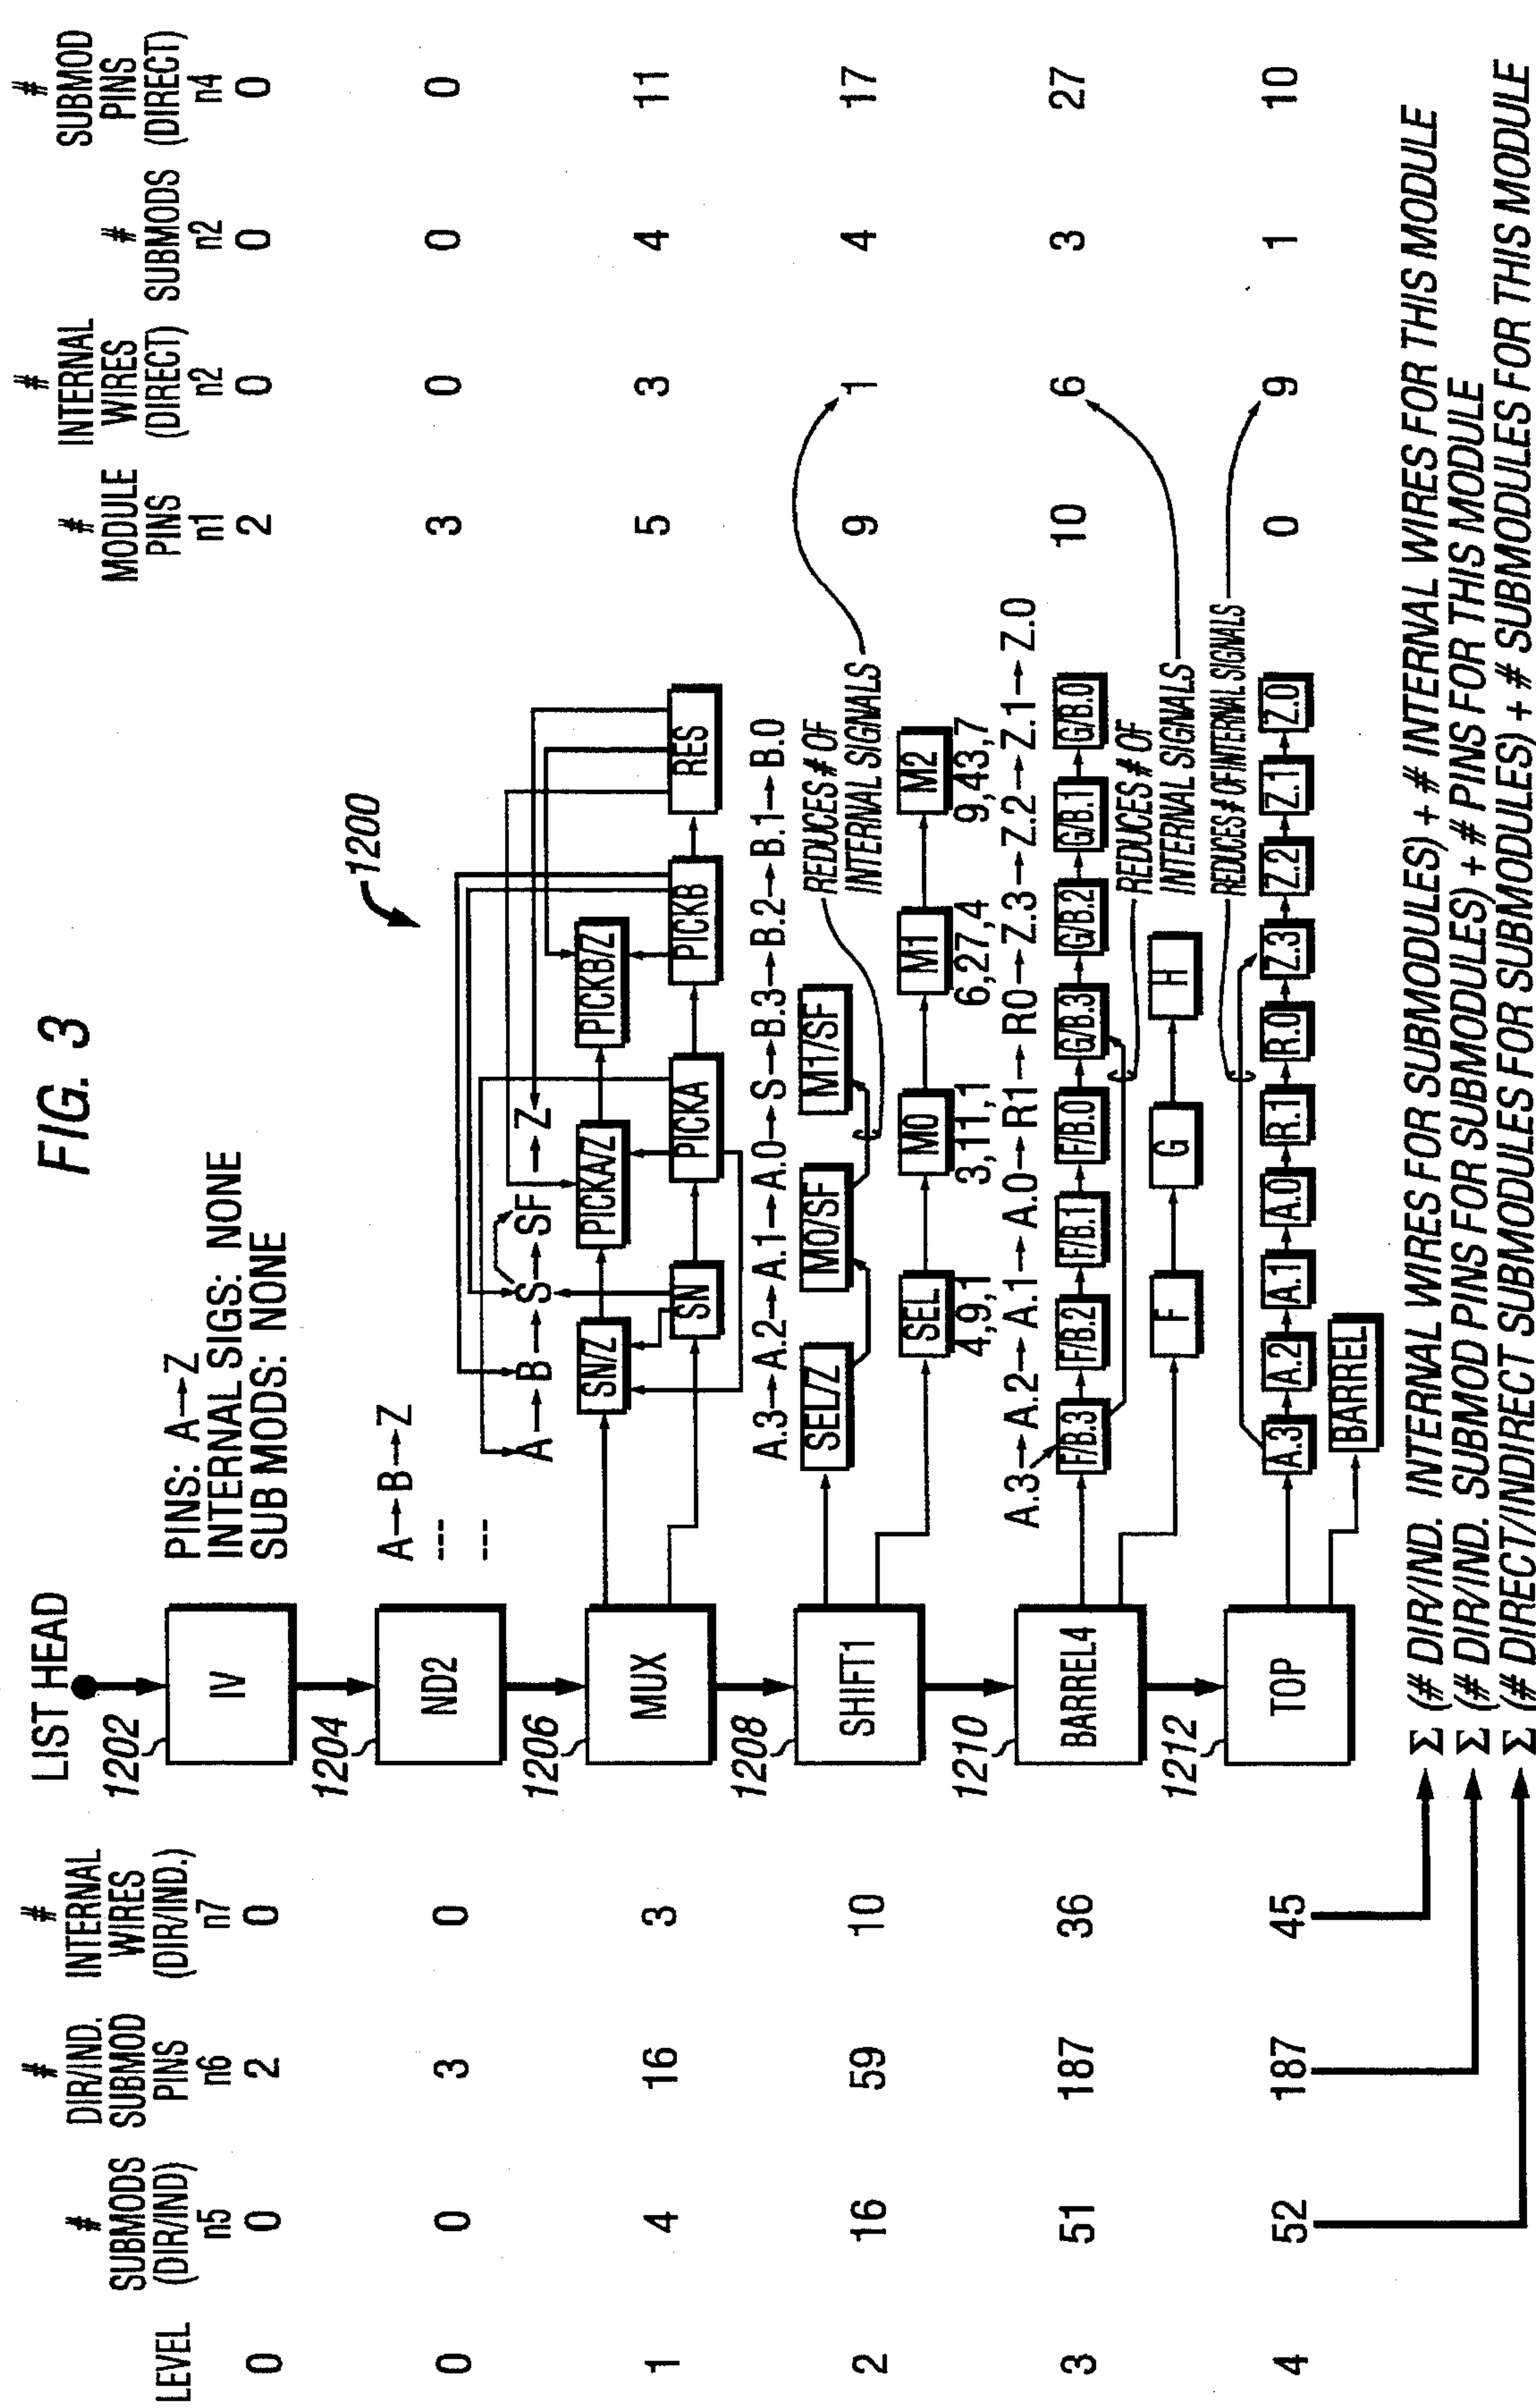 FIG. 3
1200
LEVEL
#
SUBMODS
(DIR/IND)
n5
#
DIR/IND.
SUBMOD
PINS
n6
#
INTERNAL
WIRES
(DIR/IND.)
n7
LIST HEAD
#
MODULE
PINS
n1
#
INTERNAL
WIRES
(DIRECT)
n2
#
SUBMODS
n2
#
SUBMOD
PINS
(DIRECT)
n4
0 0 2 0
1202
IV
PINS: A→Z
INTERNAL SIGS: NONE
SUB MODS: NONE
2 0 0 0
0 0 3 0
1204
ND2
A→B→Z
---
---
3 0 0 0
1 4 16 3
1206
MUX
A→B→S→SF→Z
SN/Z PICKA/Z PICKB/Z
SN PICKA PICKB RES
5 3 4 11
2 16 59 10
1208
SHIFT1
A.3→A.2→A.1→A.0→S→B.3→B.2→B.1→B.0
SEL/Z MO/SF M1/SF
REDUCES # OF
INTERNAL SIGNALS
SEL MO M1 M2
4,9,1 3,11,1 6,27,4 9,43,7
9 1 4 17
3 51 187 36
1210
BARREL4
A.3→A.2→A.1→A.0→R1→R0→Z.3→Z.2→Z.1→Z.0
F/B.3 F/B.2 F/B.1 F/B.0 G/B.3 G/B.2 G/B.1 G/B.0
REDUCES # OF
INTERNAL SIGNALS
F G H
10 6 3 27
4 52 187 45
1212
TOP
REDUCES # OF INTERNAL SIGNALS
A.3 A.2 A.1 A.0 R.1 R.0 Z.3 Z.2 Z.1 Z.0
BARREL
0 9 1 10
Σ (# DIR/IND. INTERNAL WIRES FOR SUBMODULES) + # INTERNAL WIRES FOR THIS MODULE
Σ (# DIR/IND. SUBMOD PINS FOR SUBMODULES) + # PINS FOR THIS MODULE
Σ (# DIRECT/INDIRECT SUBMODULES FOR SUBMODULES) + # SUBMODULES FOR THIS MODULE